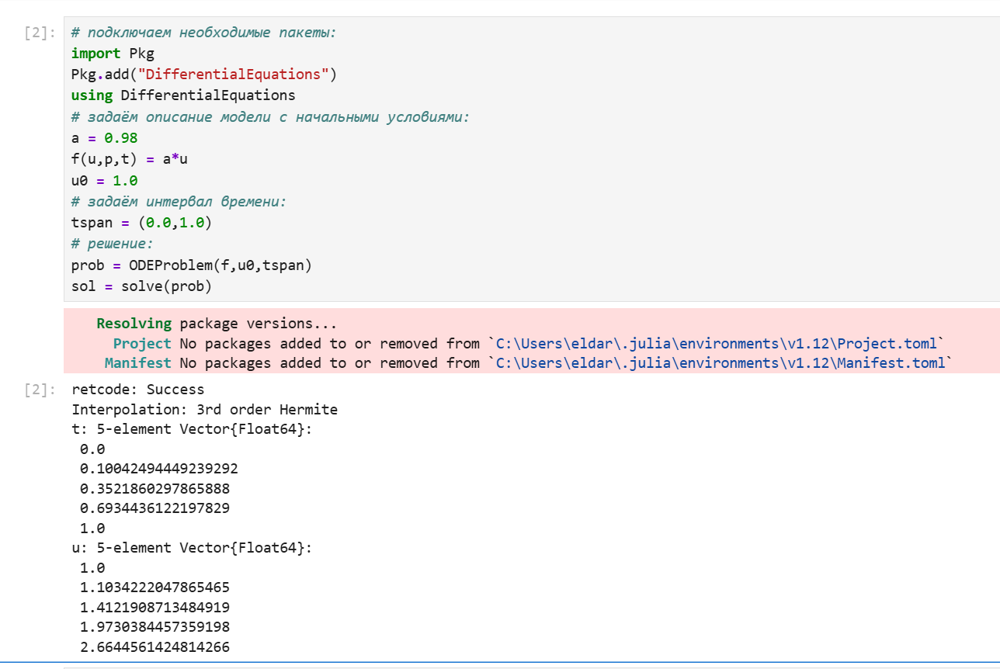 [2]: # подключаем необходимые пакеты:
import Pkg
Pkg.add("DifferentialEquations")
using DifferentialEquations
# задаём описание модели с начальными условиями:
a = 0.98
f(u,p,t) = a*u
u0 = 1.0
# задаём интервал времени:
tspan = (0.0,1.0)
# решение:
prob = ODEProblem(f,u0,tspan)
sol = solve(prob)
Resolving package versions...
Project No packages added to or removed from `C:\Users\eldar\.julia\environments\v1.12\Project.toml`
Manifest No packages added to or removed from `C:\Users\eldar\.julia\environments\v1.12\Manifest.toml`
[2]: retcode: Success
Interpolation: 3rd order Hermite
t: 5-element Vector{Float64}:
0.0
0.10042494449239292
0.3521860297865888
0.6934436122197829
1.0
u: 5-element Vector{Float64}:
1.0
1.1034222047865465
1.4121908713484919
1.9730384457359198
2.6644561424814266